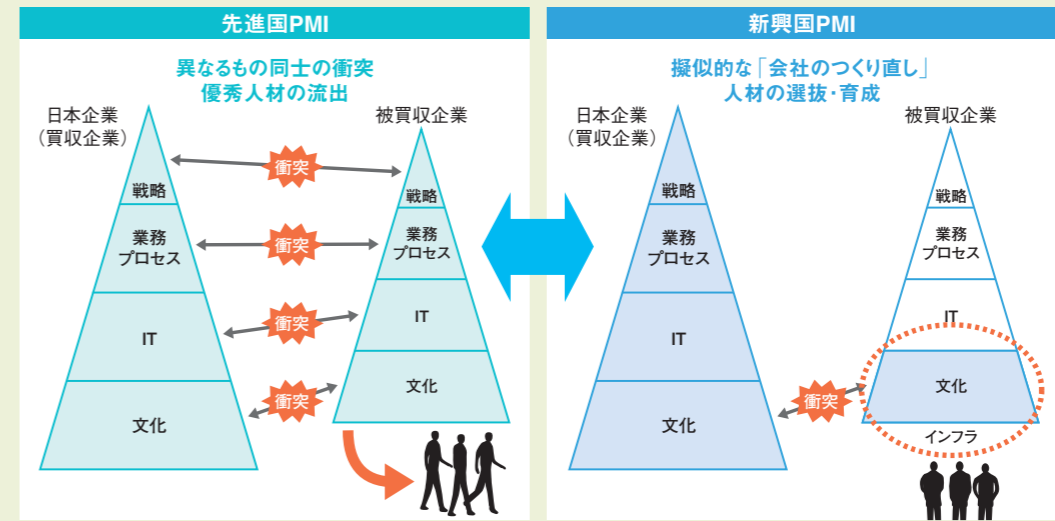 先進国PMI
異なるもの同士の衝突
優秀人材の流出
日本企業
（買収企業）
被買収企業
衝突
戦略
戦略
業務
プロセス
衝突
業務
プロセス
IT
衝突
IT
文化
衝突
文化
新興国PMI
擬似的な「会社のつくり直し」
人材の選抜・育成
日本企業
（買収企業）
被買収企業
戦略
戦略
業務
プロセス
業務
プロセス
IT
IT
文化
衝突
文化
インフラ